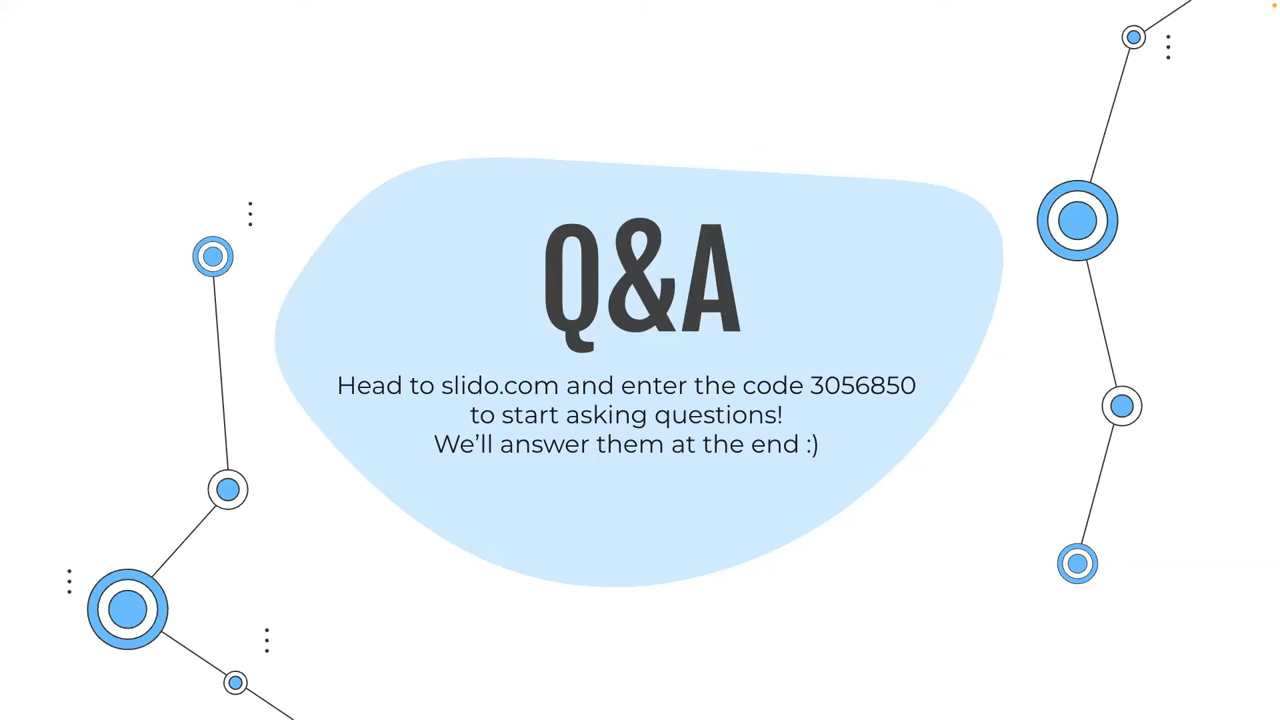 Q&A
Head to slido.com and enter the code 3056850
to start asking questions!
We’ll answer them at the end :)